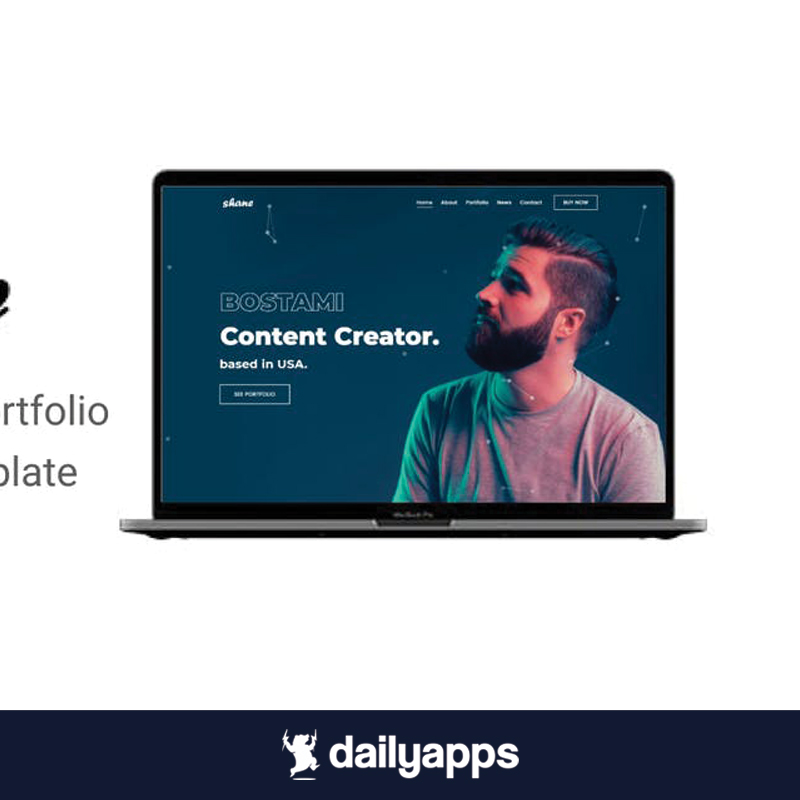 shane
Home About Portfolio News Contact BUY NOW
BOSTAMI
Content Creator.
based in USA.
SEE PORTFOLIO
rtfolio
plate
MacBook Pro
dailyapps